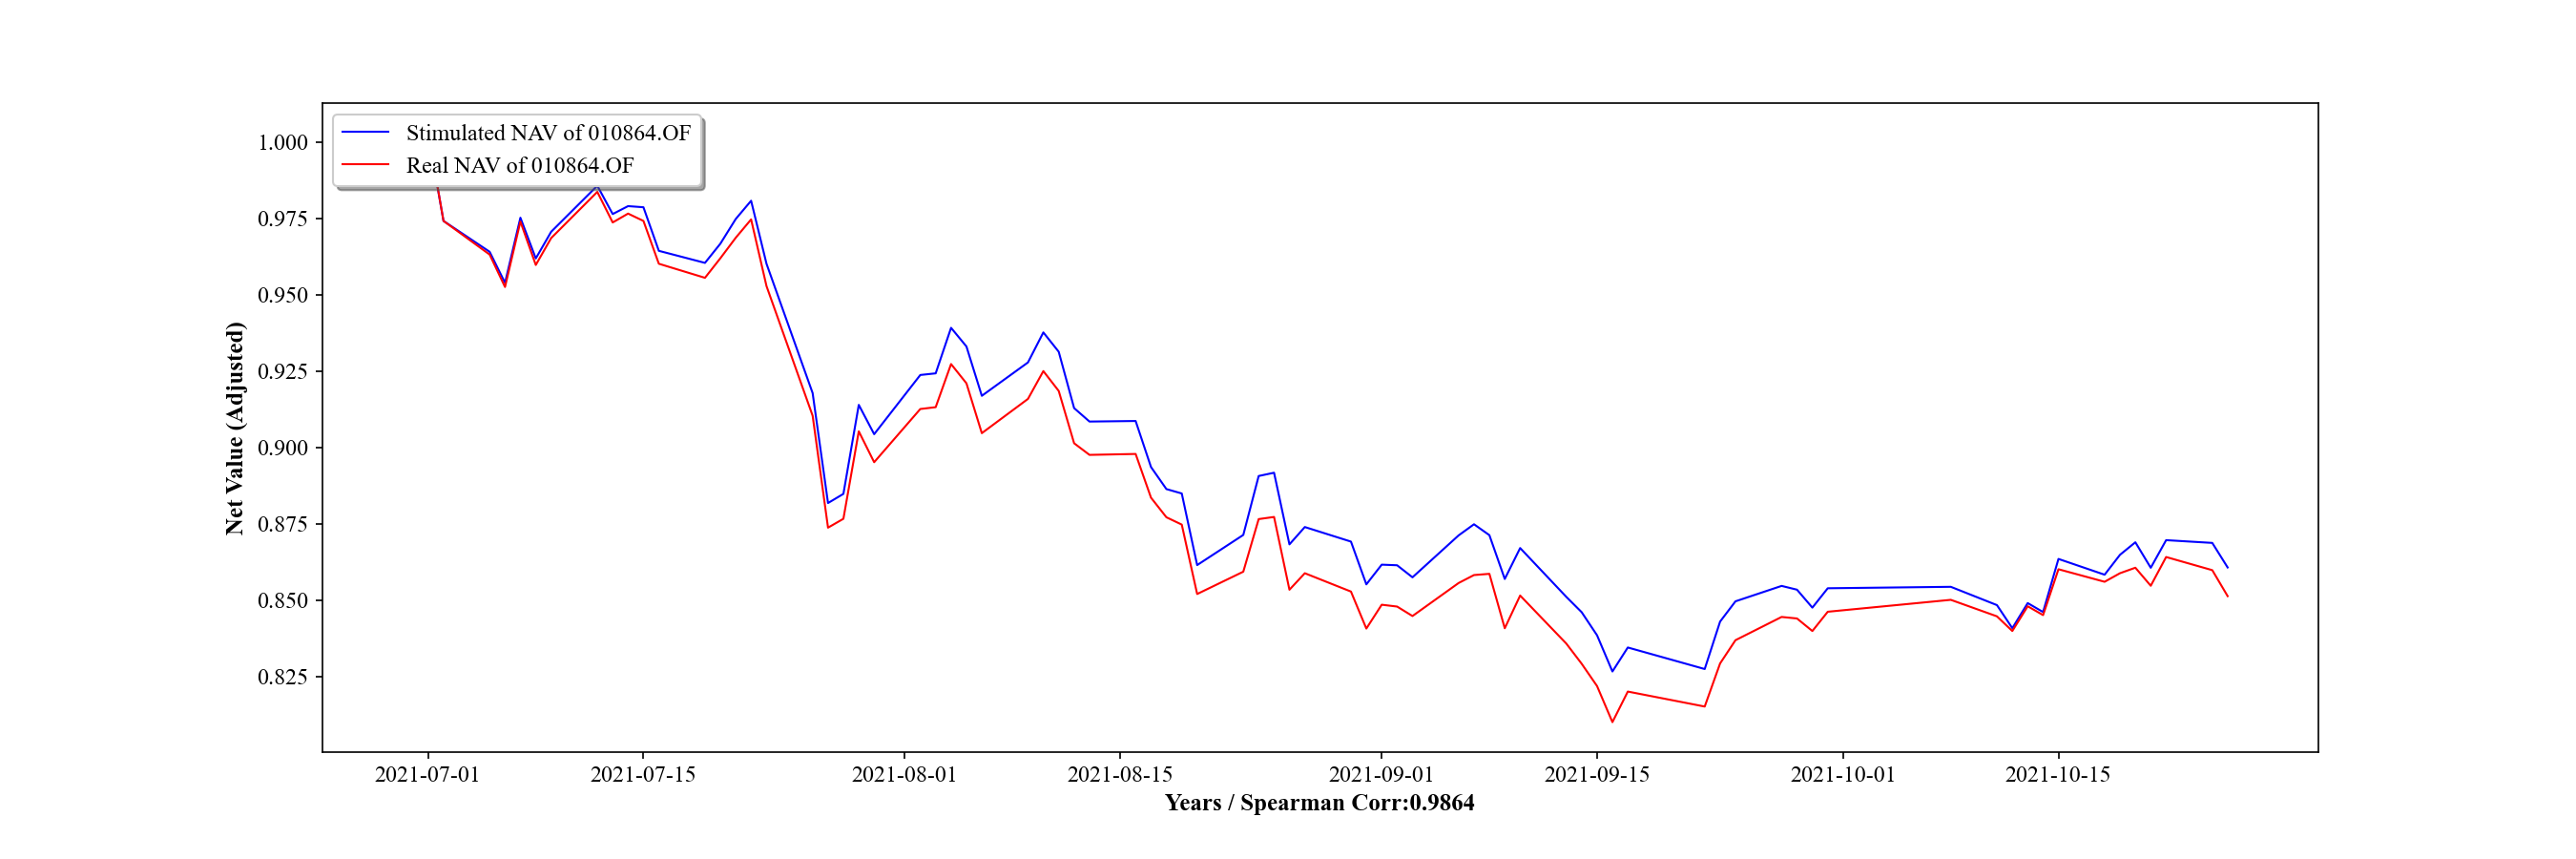 Stimulated NAV of 010864.OF
Real NAV of 010864.OF
1.000
0.975
0.950
0.925
0.900
0.875
0.850
0.825
Net Value (Adjusted)
2021-07-01 2021-07-15 2021-08-01 2021-08-15 2021-09-01 2021-09-15 2021-10-01 2021-10-15
Years / Spearman Corr:0.9864